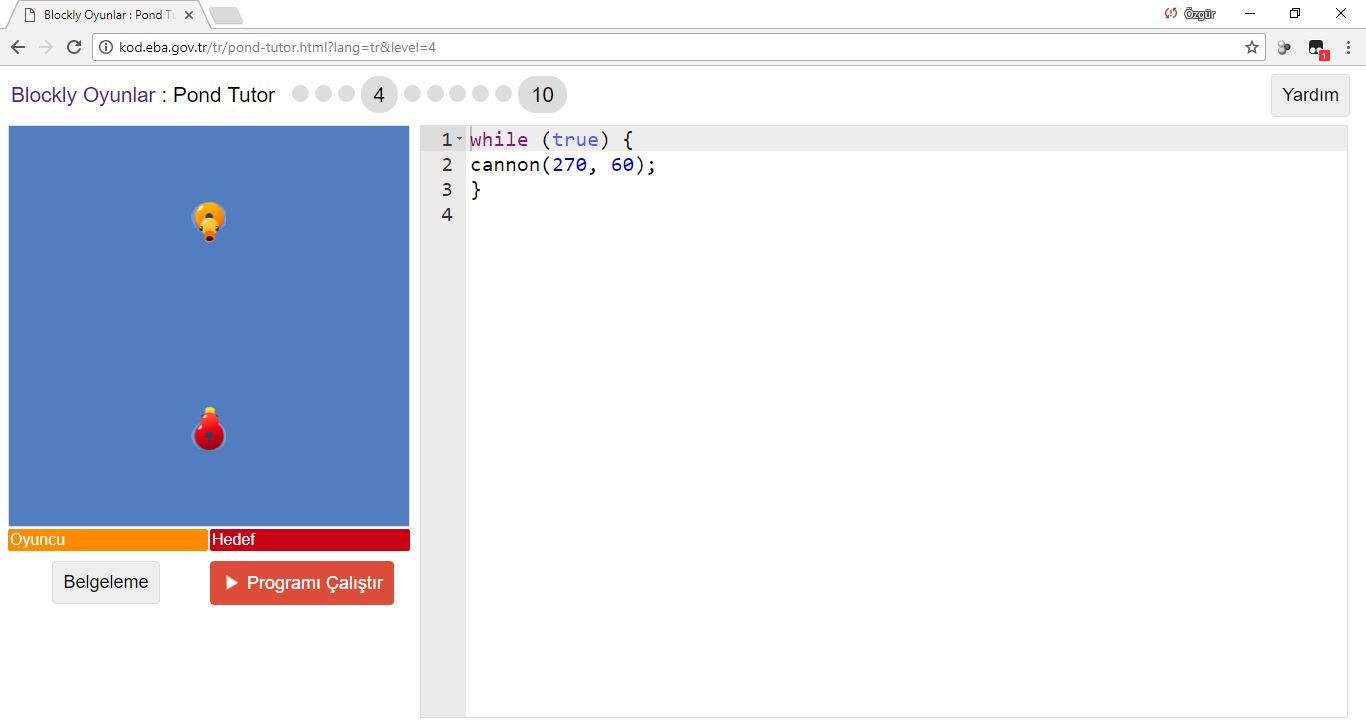 Blockly Oyunlar : Pond Tu
Özgür
kod.eba.gov.tr/tr/pond-tutor.html?lang=tr&level=4
1
Blockly Oyunlar : Pond Tutor 4 10
Yardım
1 while (true) {
2 cannon(270, 60);
3 }
4
Oyuncu Hedef
Belgeleme Programı Çalıştır